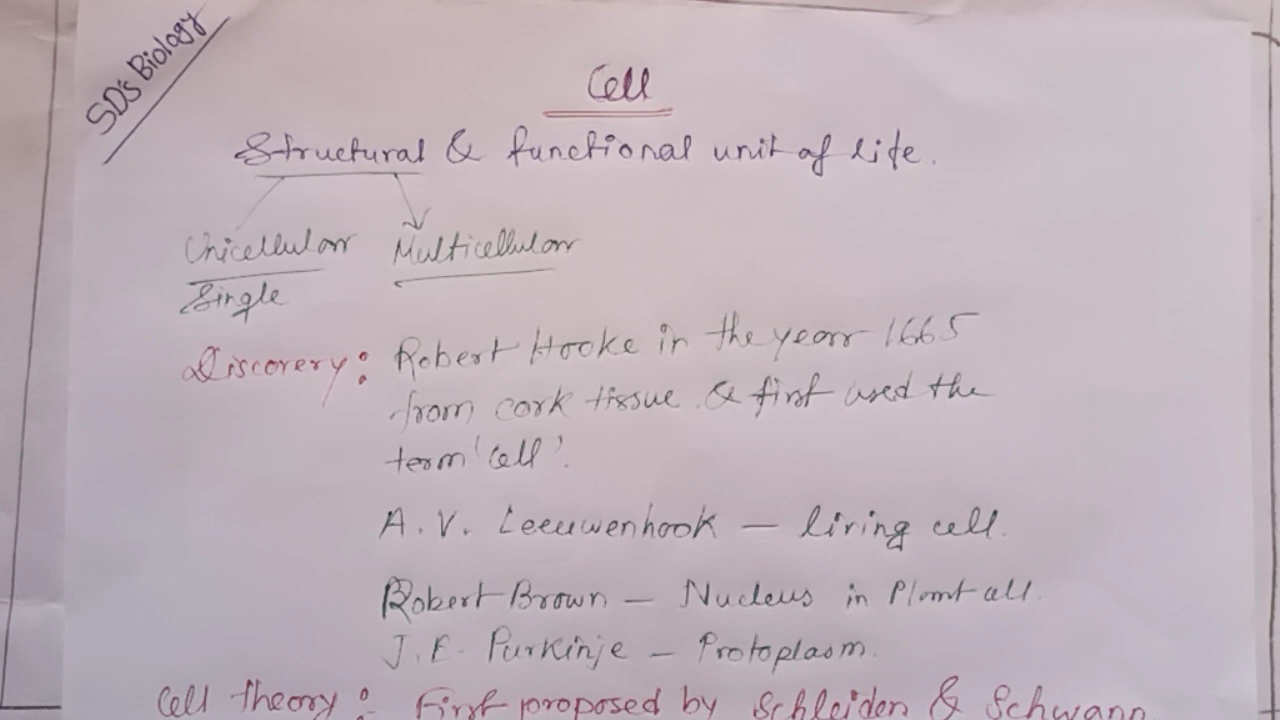 SD's Biology
Cell
Structural & functional unit of life.
Unicellular Multicellular
Single
Discovery: Robert Hooke in the year 1665
from cork tissue & first used the
term 'Cell'.
A. V. Leeuwenhook – living cell.
Robert Brown – Nucleus in Plant cell.
J. E. Purkinje – Protoplasm.
Cell theory: First proposed by Schleiden & Schwann